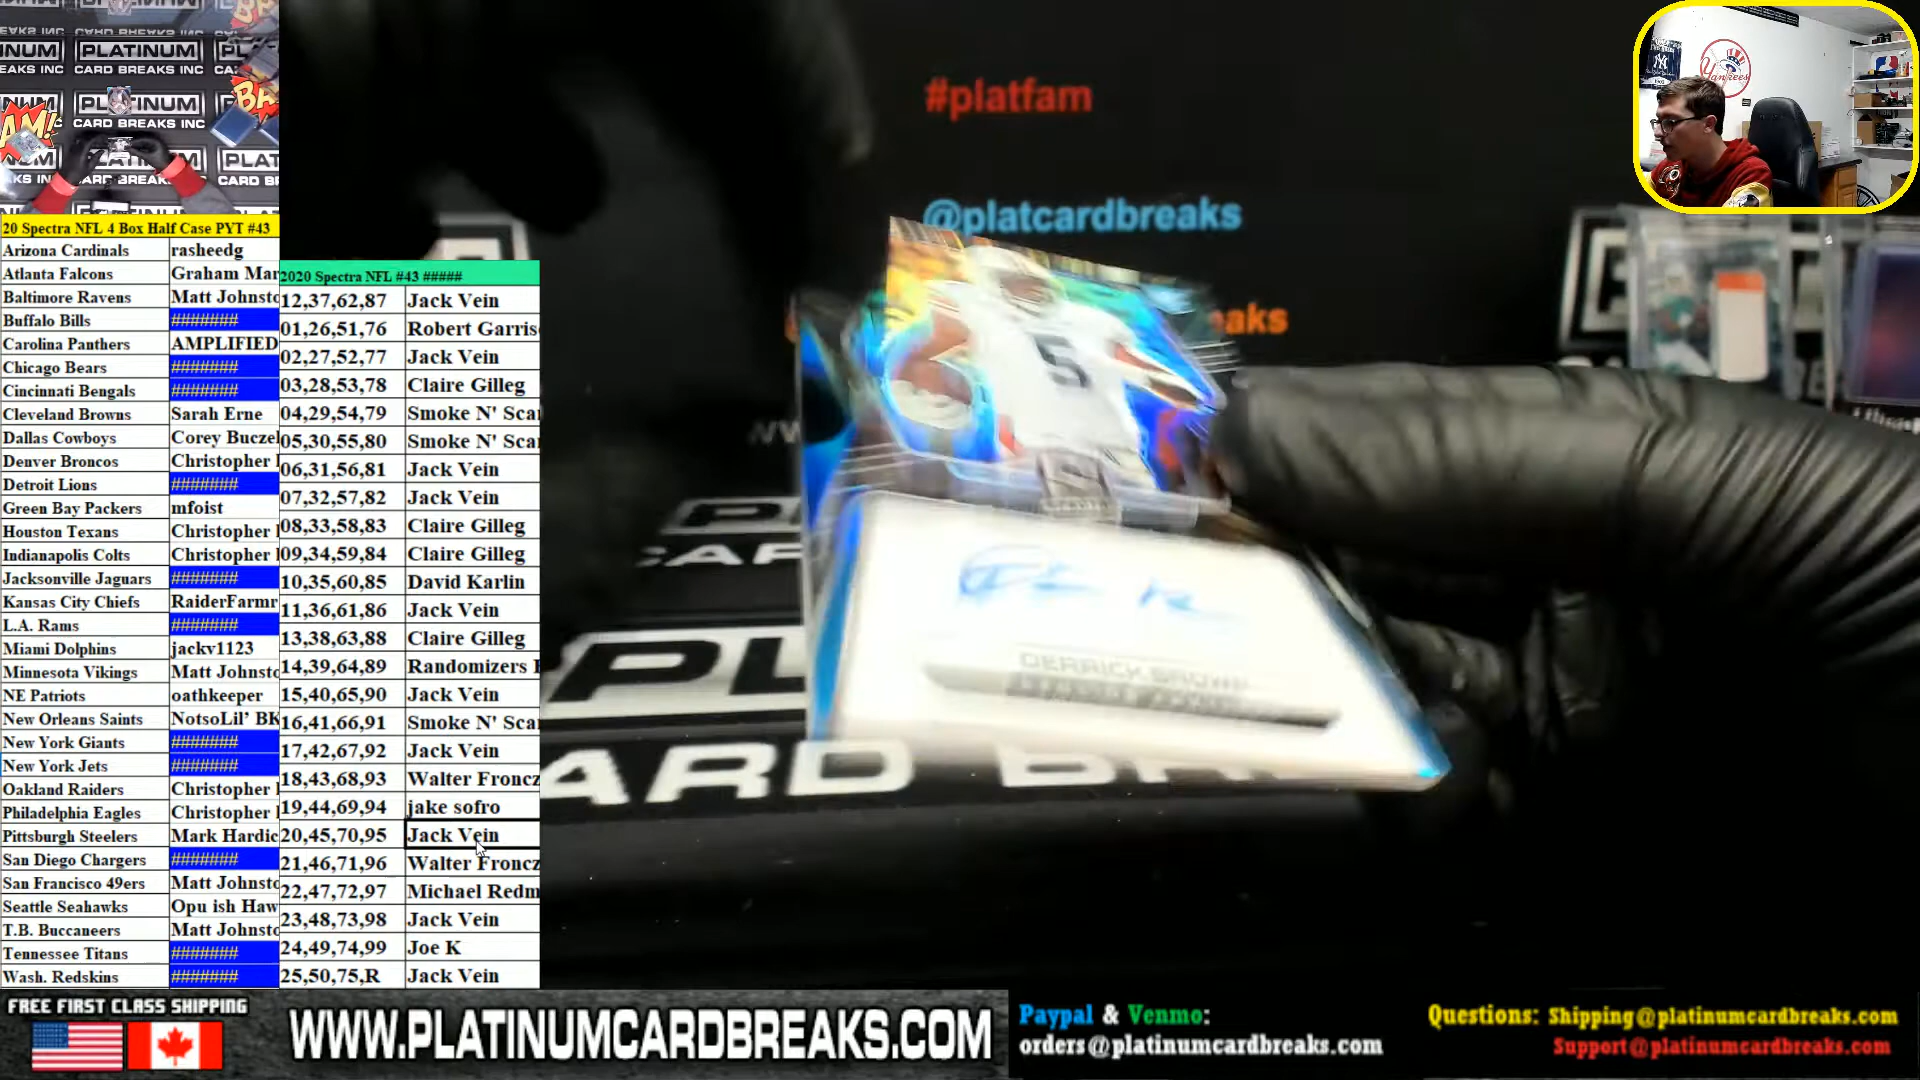 PLATINUM
CARD BREAKS INC
#platfam
@platcardbreaks
5
DERRICK BROWN
20 Spectra NFL 4 Box Half Case PYT #43
Arizona Cardinals rasheedg
Atlanta Falcons Graham Mar
Baltimore Ravens Matt Johnsto
Buffalo Bills #######
Carolina Panthers AMPLIFIED
Chicago Bears #######
Cincinnati Bengals #######
Cleveland Browns Sarah Erne
Dallas Cowboys Corey Buczel
Denver Broncos Christopher
Detroit Lions #######
Green Bay Packers mfoist
Houston Texans Christopher
Indianapolis Colts Christopher
Jacksonville Jaguars #######
Kansas City Chiefs RaiderFarmr
L.A. Rams #######
Miami Dolphins jackv1123
Minnesota Vikings Matt Johnsto
NE Patriots oathkeeper
New Orleans Saints NotsoLil' BK
New York Giants #######
New York Jets #######
Oakland Raiders Christopher
Philadelphia Eagles Christopher
Pittsburgh Steelers Mark Hardic
San Diego Chargers #######
San Francisco 49ers Matt Johnsto
Seattle Seahawks Opu ish Haw
T.B. Buccaneers Matt Johnsto
Tennessee Titans #######
Wash. Redskins #######
2020 Spectra NFL #43 #####
12,37,62,87 Jack Vein
01,26,51,76 Robert Garris
02,27,52,77 Jack Vein
03,28,53,78 Claire Gilleg
04,29,54,79 Smoke N' Scar
05,30,55,80 Smoke N' Scar
06,31,56,81 Jack Vein
07,32,57,82 Jack Vein
08,33,58,83 Claire Gilleg
09,34,59,84 Claire Gilleg
10,35,60,85 David Karlin
11,36,61,86 Jack Vein
13,38,63,88 Claire Gilleg
14,39,64,89 Randomizers
15,40,65,90 Jack Vein
16,41,66,91 Smoke N' Scar
17,42,67,92 Jack Vein
18,43,68,93 Walter Froncz
19,44,69,94 jake sofro
20,45,70,95 Jack Vein
21,46,71,96 Walter Froncz
22,47,72,97 Michael Redm
23,48,73,98 Jack Vein
24,49,74,99 Joe K
25,50,75,R Jack Vein
FREE FIRST CLASS SHIPPING
WWW.PLATINUMCARDBREAKS.COM
Paypal & Venmo:
orders@platinumcardbreaks.com
Questions: Shipping@platinumcardbreaks.com
Support@platinumcardbreaks.com